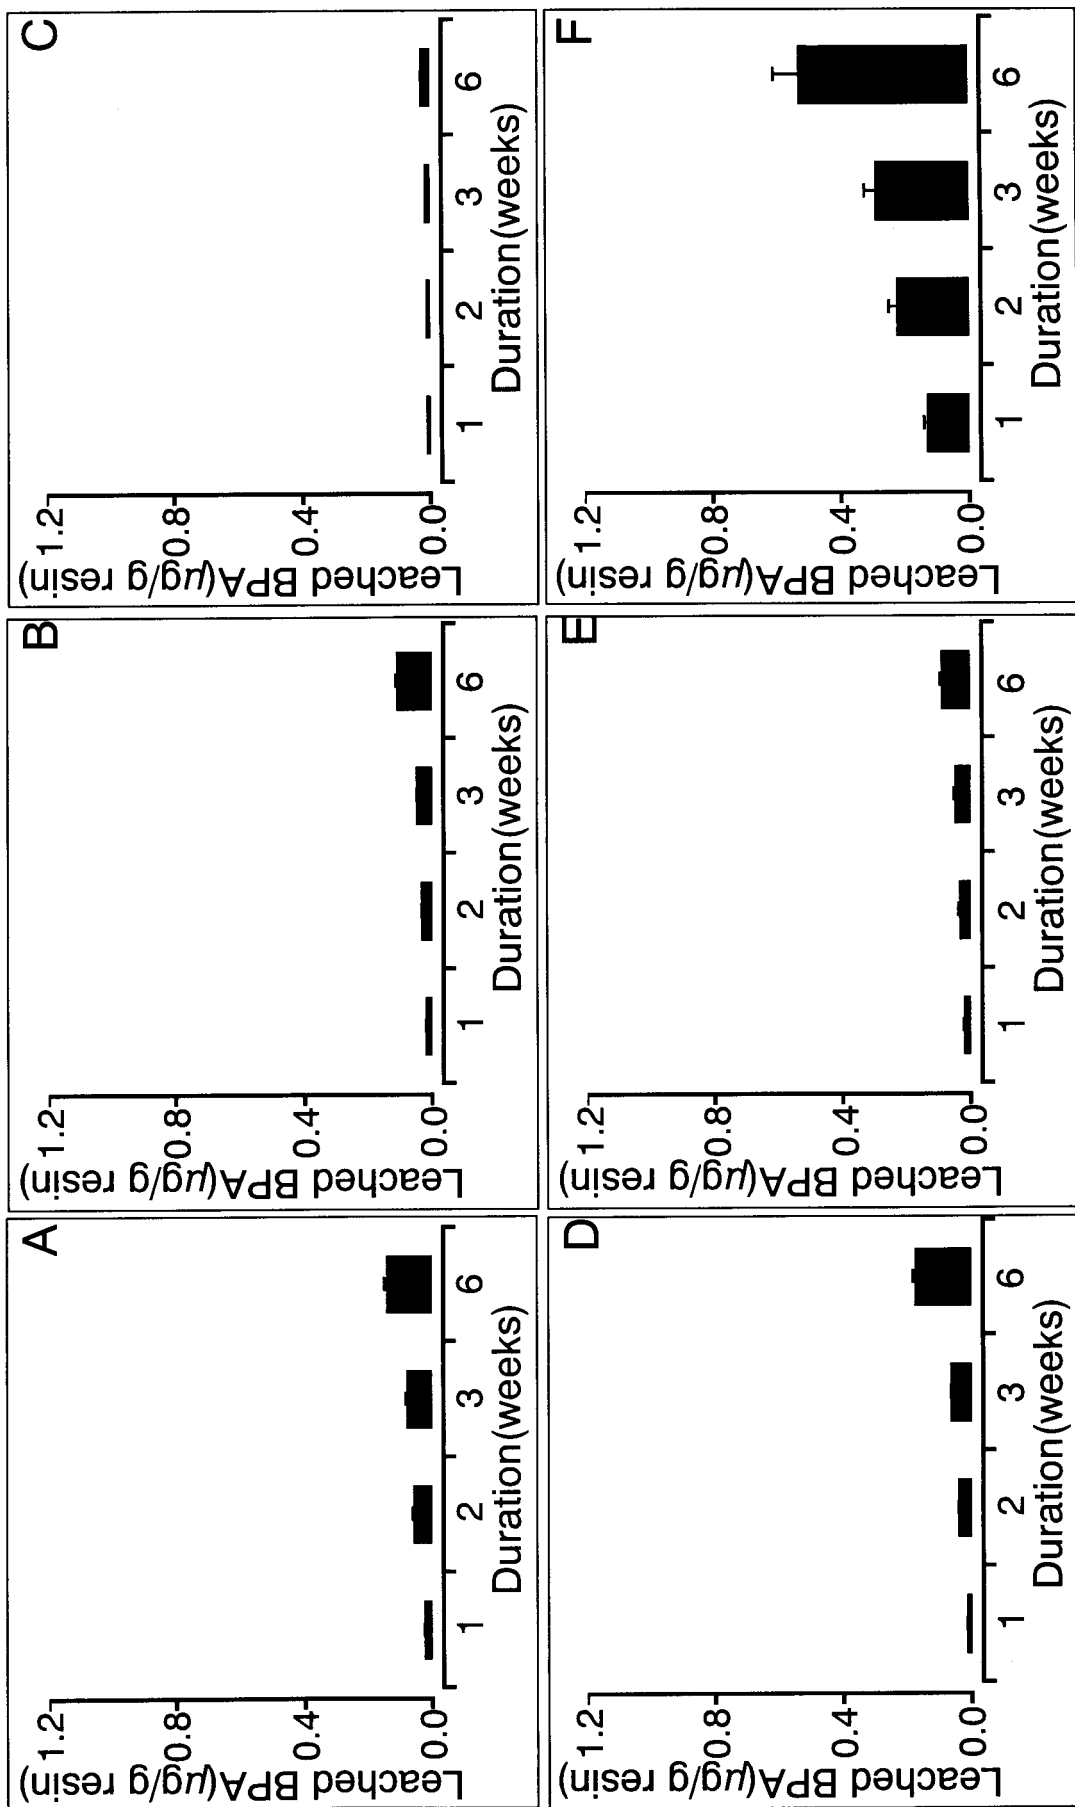 A
Leached BPA(μg/g resin)
1.2
0.8
0.4
0.0
1 2 3 6
Duration(weeks)
B
Leached BPA(μg/g resin)
1.2
0.8
0.4
0.0
1 2 3 6
Duration(weeks)
C
Leached BPA(μg/g resin)
1.2
0.8
0.4
0.0
1 2 3 6
Duration(weeks)
D
Leached BPA(μg/g resin)
1.2
0.8
0.4
0.0
1 2 3 6
Duration(weeks)
E
Leached BPA(μg/g resin)
1.2
0.8
0.4
0.0
1 2 3 6
Duration(weeks)
F
Leached BPA(μg/g resin)
1.2
0.8
0.4
0.0
1 2 3 6
Duration(weeks)